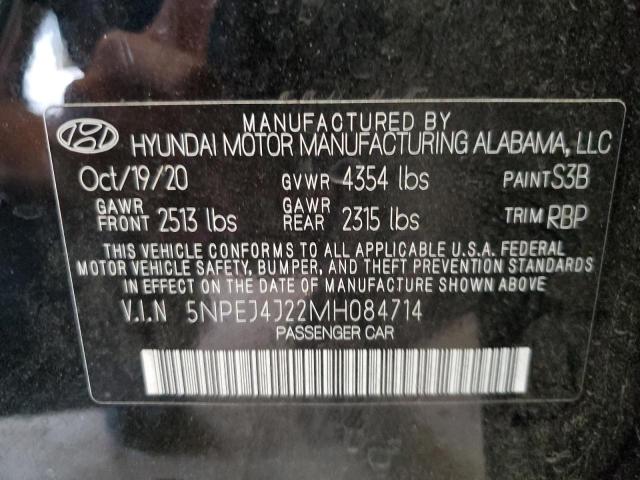 MANUFACTURED BY
HYUNDAI MOTOR MANUFACTURING ALABAMA, LLC
Oct/19/20 GVWR 4354 lbs PAINT S3B
GAWR FRONT 2513 lbs GAWR REAR 2315 lbs TRIM RBP
THIS VEHICLE CONFORMS TO ALL APPLICABLE U.S.A. FEDERAL
MOTOR VEHICLE SAFETY, BUMPER, AND THEFT PREVENTION STANDARDS
IN EFFECT ON THE DATE OF MANUFACTURE SHOWN ABOVE
V.I.N 5NPEJ4J22MH084714
PASSENGER CAR